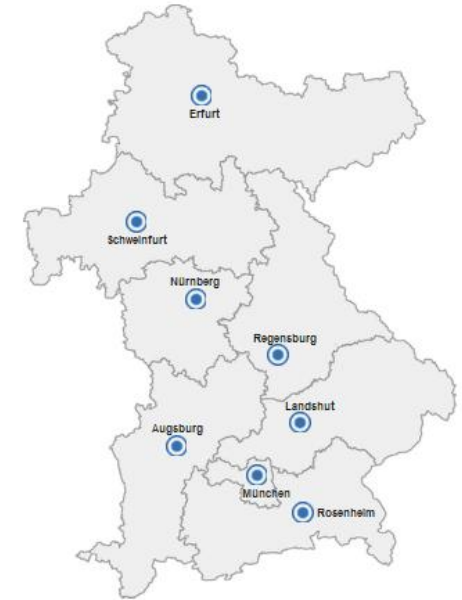 Erfurt
Schweinfurt
Nürnberg
Regensburg
Landshut
Augsburg
München
Rosenheim